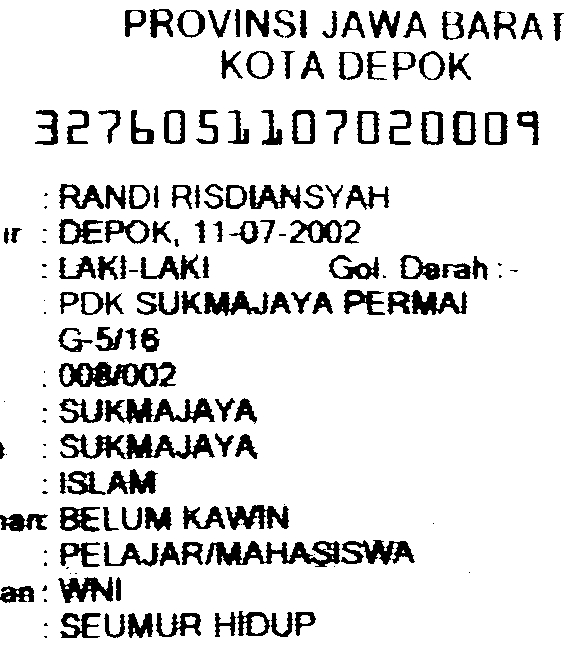 PROVINSI JAWA BARAT
KOTA DEPOK
3276051107020009
: RANDI RISDIANSYAH
ir : DEPOK, 11-07-2002
: LAKI-LAKI Gol. Darah : -
: PDK SUKMAJAYA PERMAI
G-5/16
: 008/002
: SUKMAJAYA
: SUKMAJAYA
: ISLAM
nan: BELUM KAWIN
: PELAJAR/MAHASISWA
an : WNI
: SEUMUR HIDUP